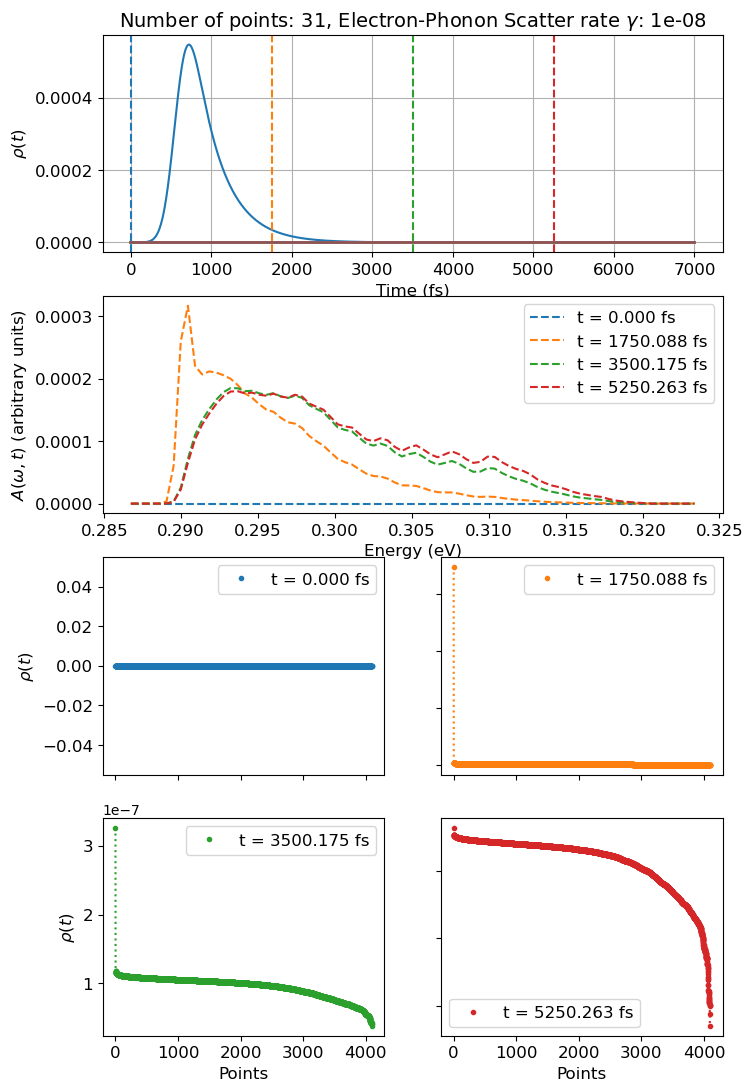 Number of points: 31, Electron-Phonon Scatter rate γ: 1e-08
ρ(t)
0.0004
0.0002
0.0000
0 1000 2000 3000 4000 5000 6000 7000
Time (fs)
A(ω, t) (arbitrary units)
0.0003
0.0002
0.0001
0.0000
t = 0.000 fs
t = 1750.088 fs
t = 3500.175 fs
t = 5250.263 fs
0.285 0.290 0.295 0.300 0.305 0.310 0.315 0.320 0.325
Energy (eV)
ρ(t)
0.04
0.02
0.00
−0.02
−0.04
t = 0.000 fs
t = 1750.088 fs
1e−7
ρ(t)
3
2
1
t = 3500.175 fs
0 1000 2000 3000 4000
Points
t = 5250.263 fs
0 1000 2000 3000 4000
Points